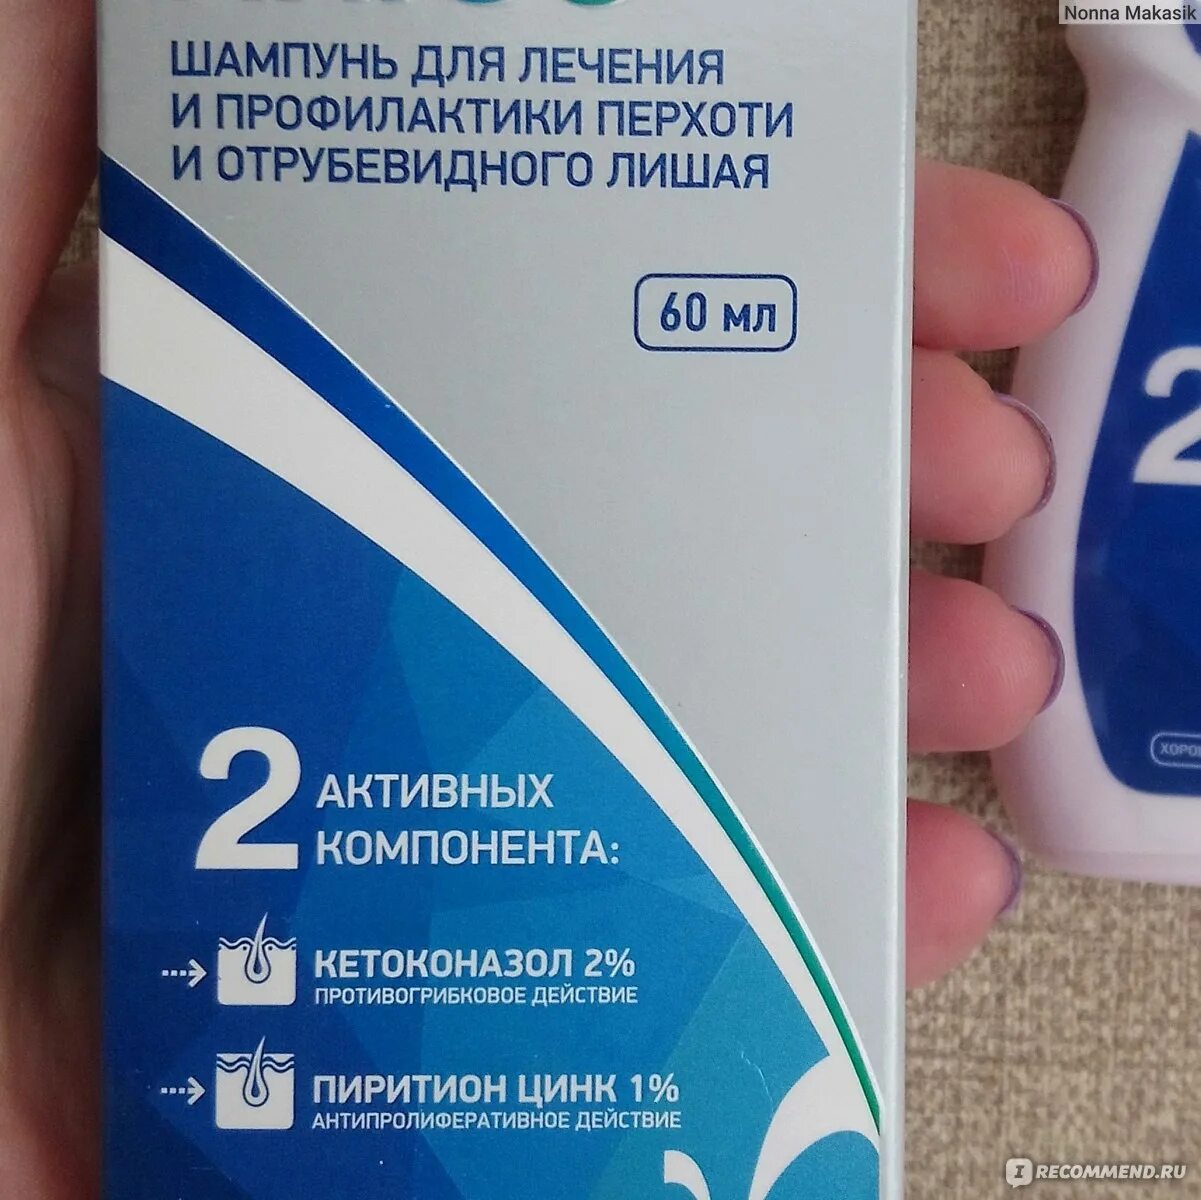 Nonna Makasik
ШАМПУНЬ ДЛЯ ЛЕЧЕНИЯ
И ПРОФИЛАКТИКИ ПЕРХОТИ
И ОТРУБЕВИДНОГО ЛИШАЯ
60 мл
2
2 АКТИВНЫХ
КОМПОНЕНТА:
КЕТОКОНАЗОЛ 2%
ПРОТИВОГРИБКОВОЕ ДЕЙСТВИЕ
ПИРИТИОН ЦИНК 1%
АНТИПРОЛИФЕРАТИВНОЕ ДЕЙСТВИЕ
IRECOMMEND.RU